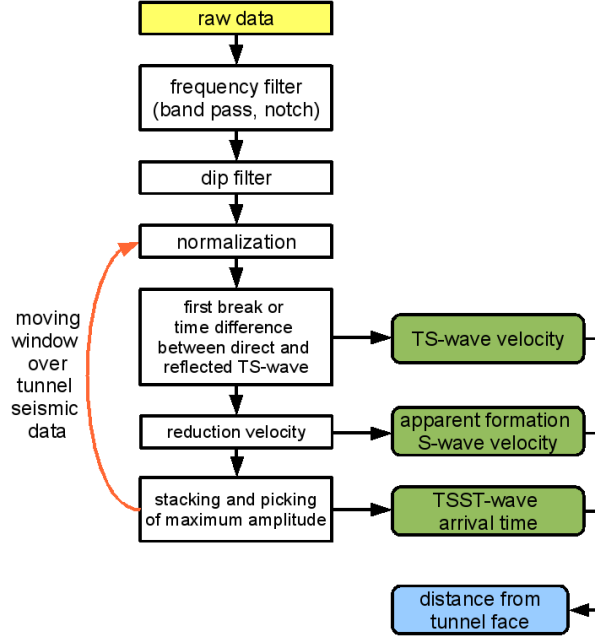 raw data
frequency filter
(band pass, notch)
dip filter
normalization
moving
window
over
tunnel
seismic
data
first break or
time difference
between direct and
reflected TS-wave
TS-wave velocity
reduction velocity
apparent formation
S-wave velocity
stacking and picking
of maximum amplitude
TSST-wave
arrival time
distance from
tunnel face